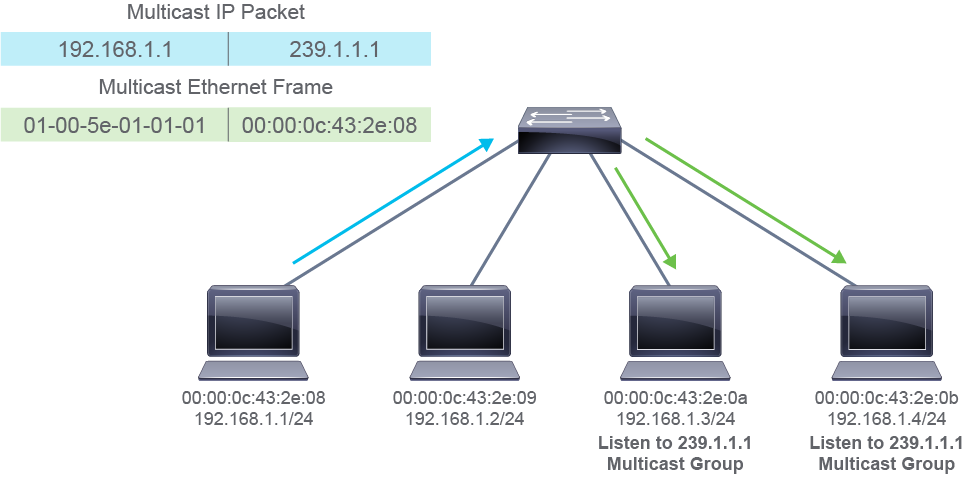 Multicast IP Packet
192.168.1.1 239.1.1.1
Multicast Ethernet Frame
01-00-5e-01-01-01 00:00:0c:43:2e:08
00:00:0c:43:2e:08
192.168.1.1/24
00:00:0c:43:2e:09
192.168.1.2/24
00:00:0c:43:2e:0a
192.168.1.3/24
Listen to 239.1.1.1
Multicast Group
00:00:0c:43:2e:0b
192.168.1.4/24
Listen to 239.1.1.1
Multicast Group